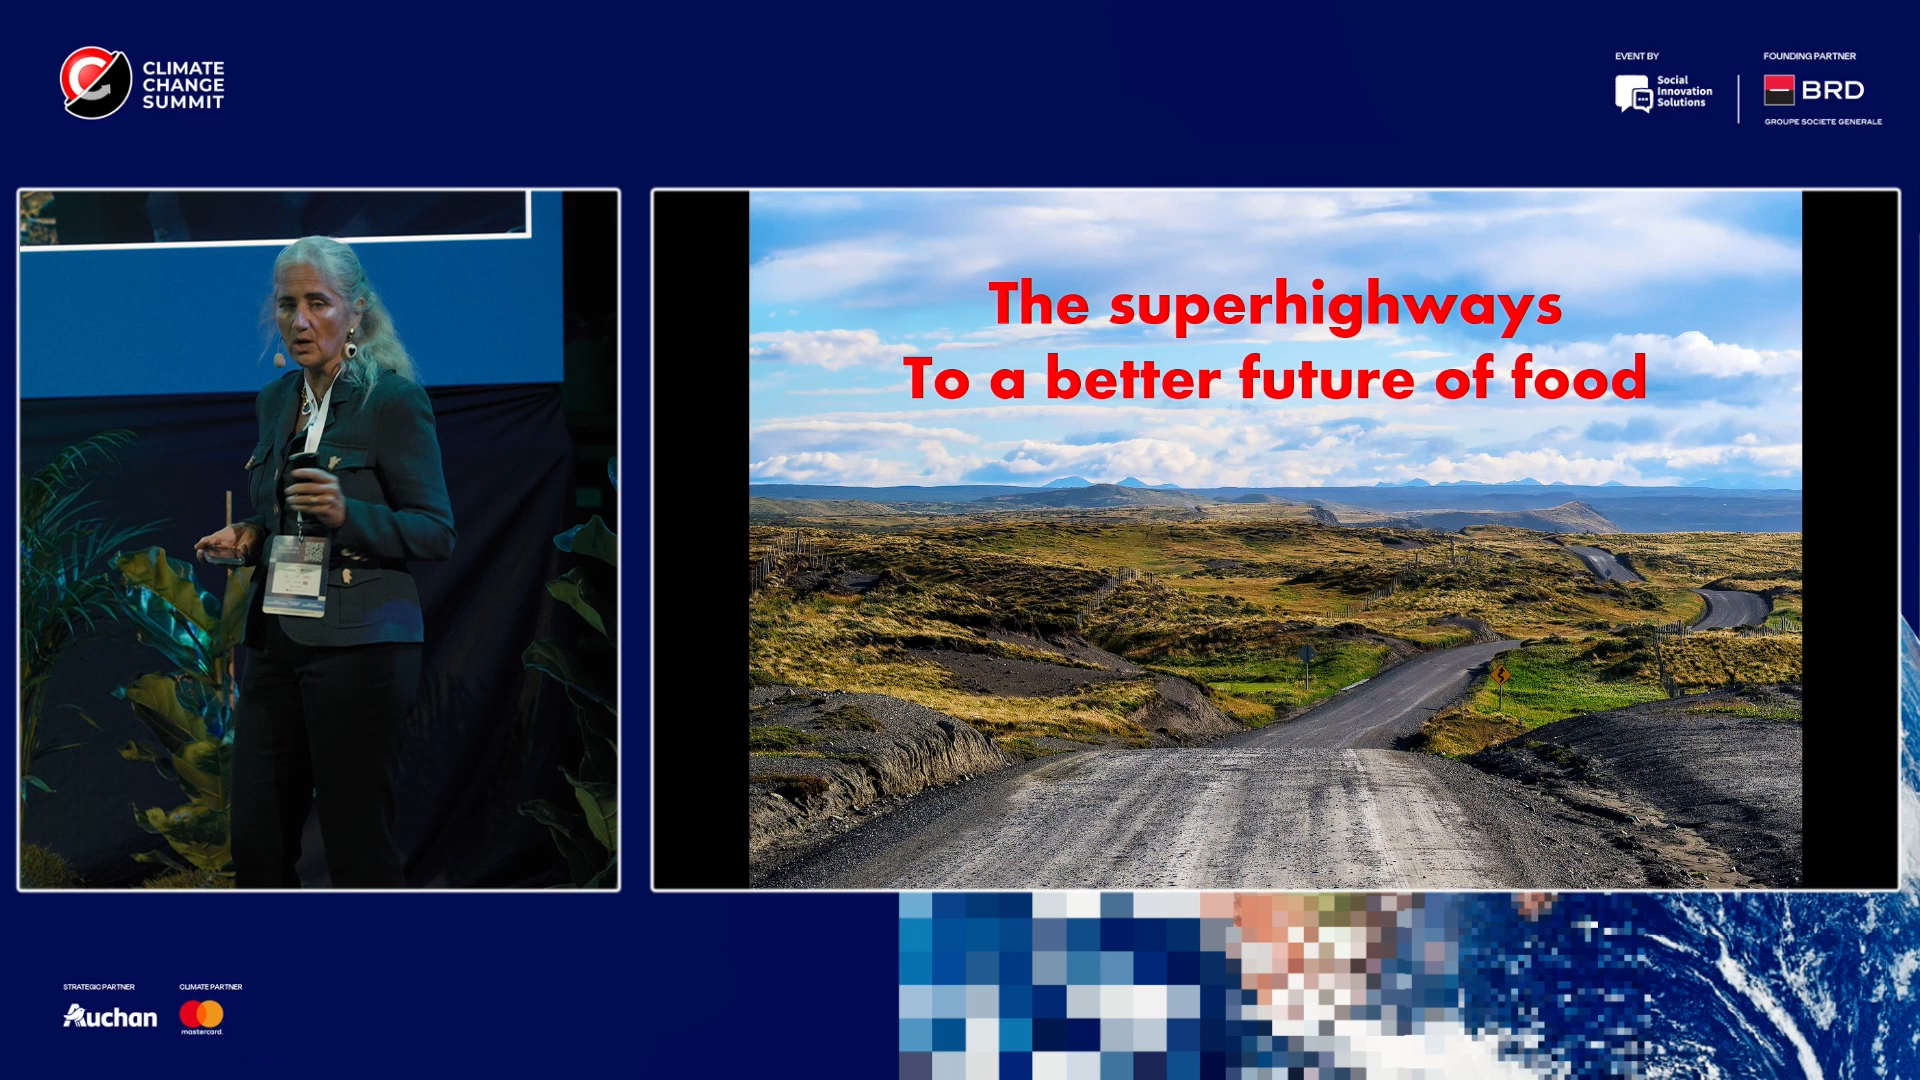 CLIMATE
CHANGE
SUMMIT
EVENT BY
Social
Innovation
Solutions
FOUNDING PARTNER
BRD
GROUPE SOCIETE GENERALE
The superhighways
To a better future of food
STRATEGIC PARTNER
Auchan
CLIMATE PARTNER
mastercard.